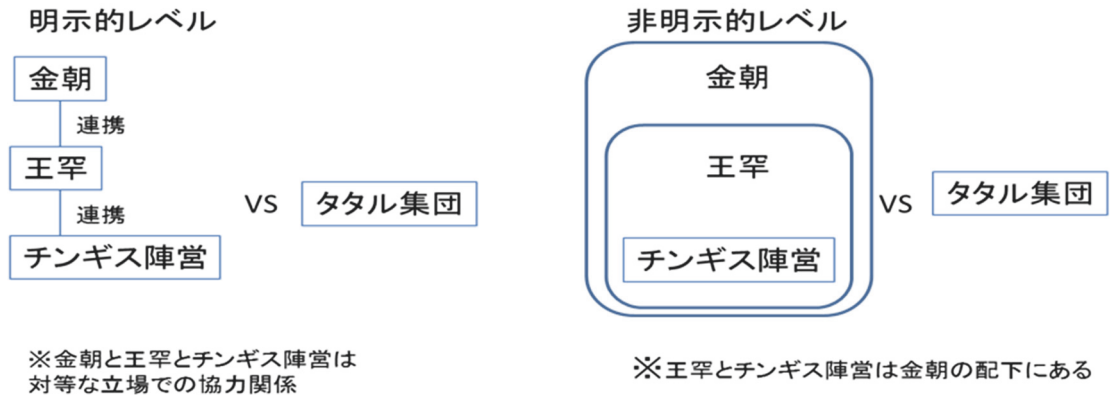 明示的レベル
金朝
連携
王罕
連携
チンギス陣営
vs
タタル集団
※金朝と王罕とチンギス陣営は
対等な立場での協力関係
非明示的レベル
金朝
王罕
チンギス陣営
vs
タタル集団
※王罕とチンギス陣営は金朝の配下にある